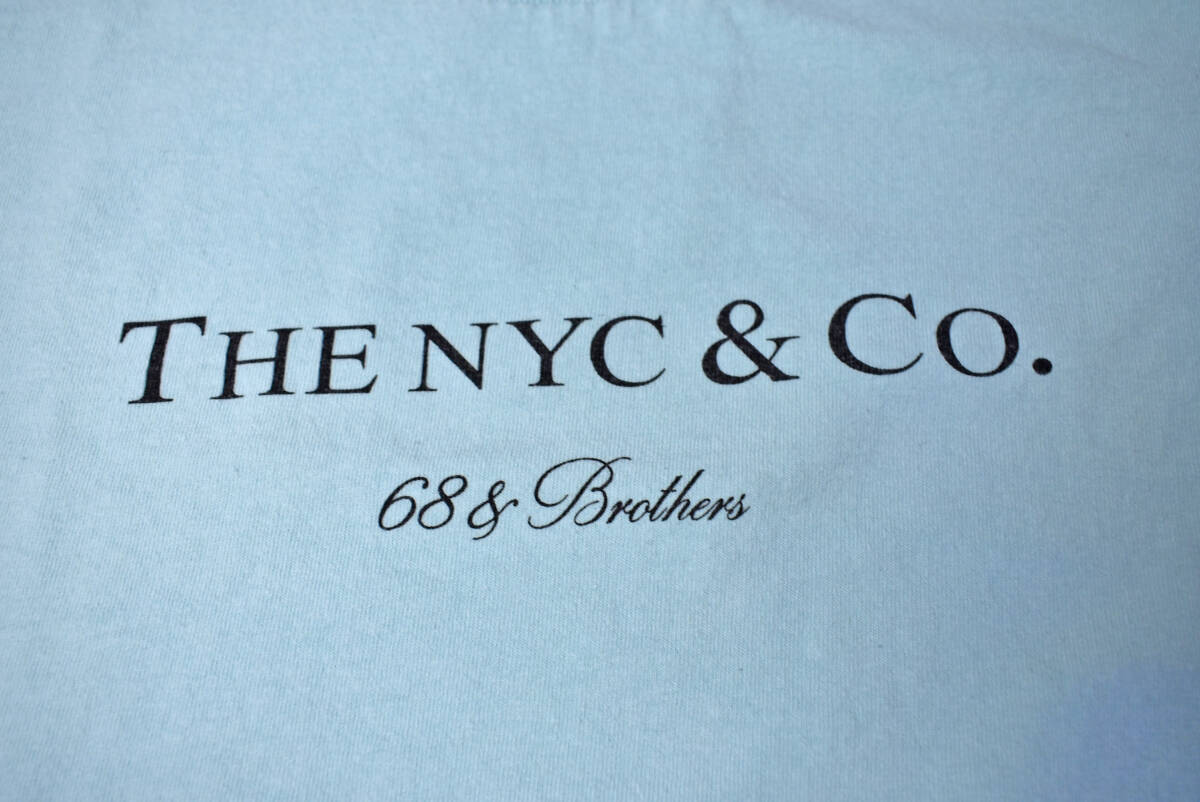 THE NYC & CO.
68 & Brothers